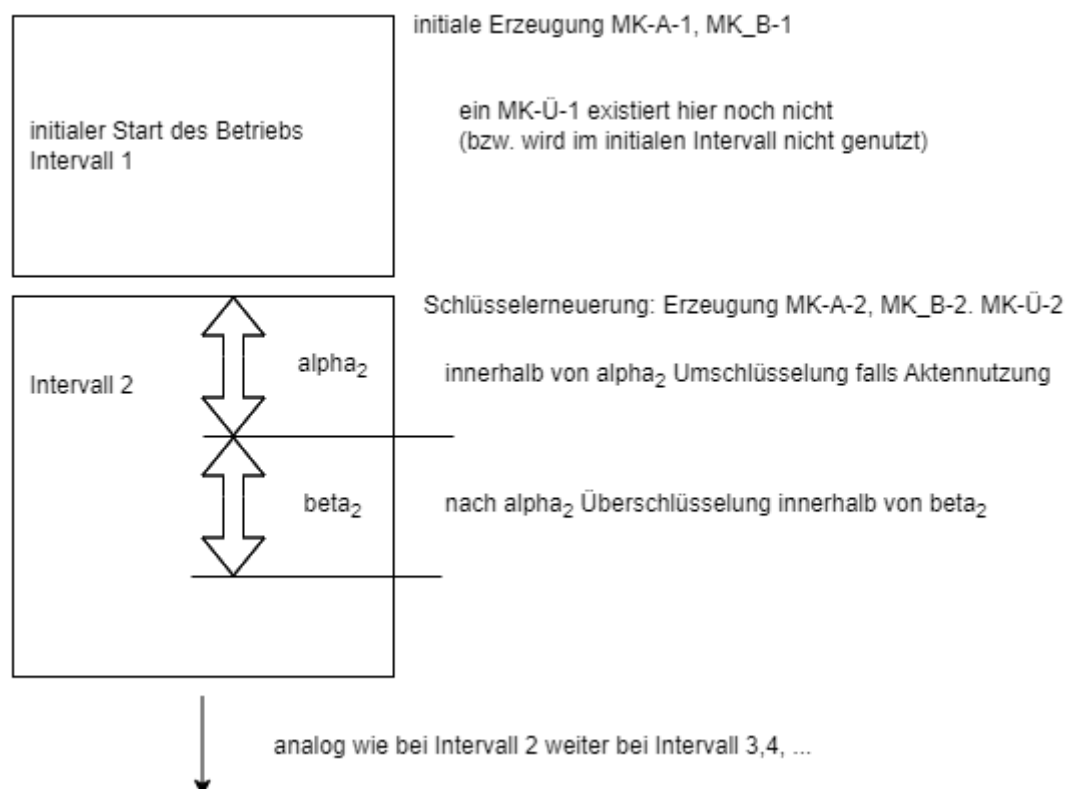 initiale Erzeugung MK-A-1, MK_B-1
ein MK-Ü-1 existiert hier noch nicht
(bzw. wird im initialen Intervall nicht genutzt)
initialer Start des Betriebs
Intervall 1
Schlüsselerneuerung: Erzeugung MK-A-2, MK_B-2. MK-Ü-2
alpha₂
innerhalb von alpha₂ Umschlüsselung falls Aktennutzung
Intervall 2
beta₂
nach alpha₂ Überschlüsselung innerhalb von beta₂
analog wie bei Intervall 2 weiter bei Intervall 3,4, ...